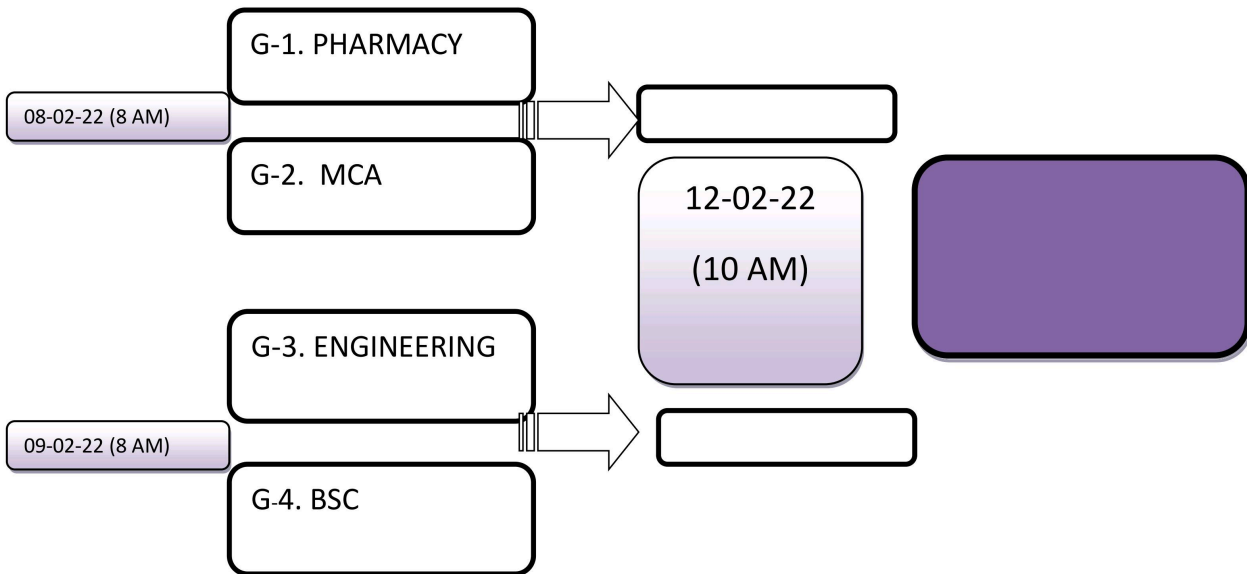 G-1. PHARMACY
08-02-22 (8 AM)
G-2. MCA
12-02-22
(10 AM)
G-3. ENGINEERING
09-02-22 (8 AM)
G-4. BSC